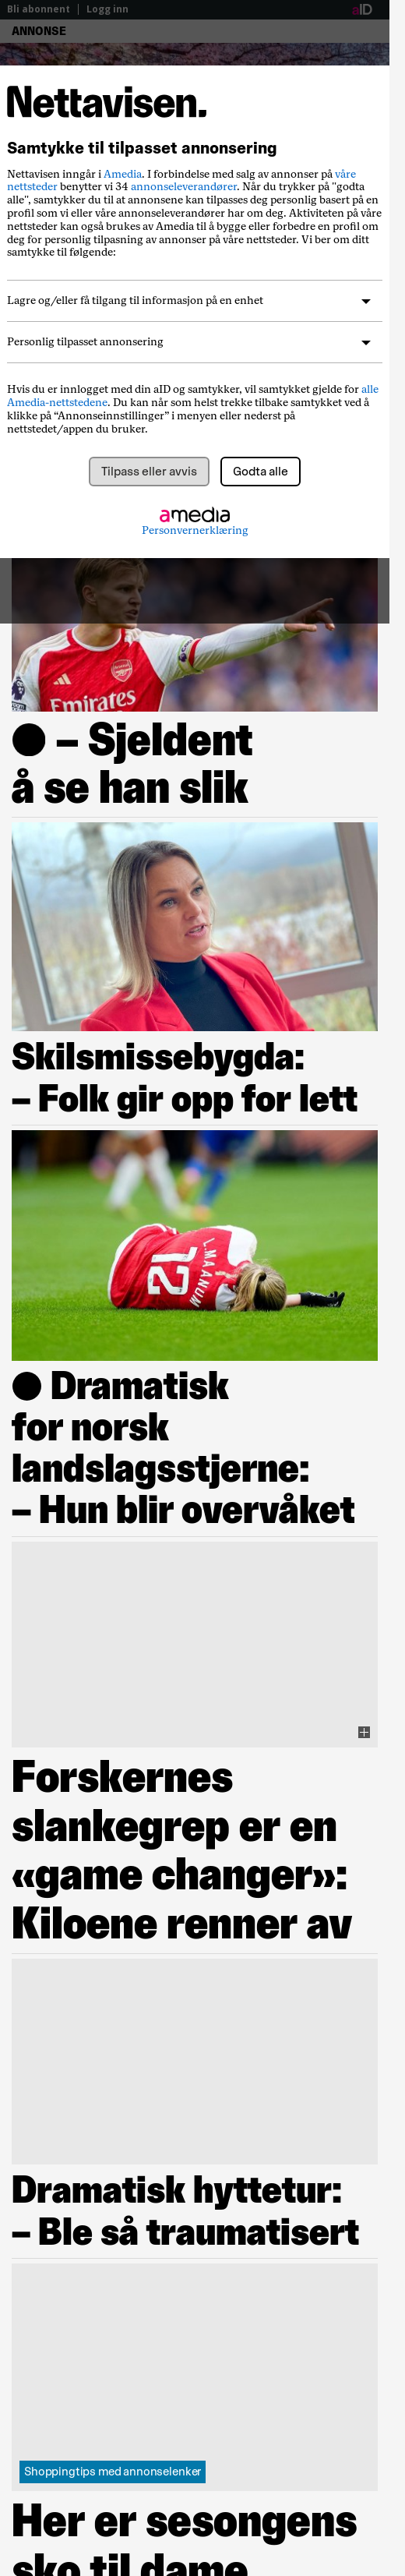 Bli abonnent | Logg inn
aID
ANNONSE
Nettavisen.
Samtykke til tilpasset annonsering
Nettavisen inngår i Amedia. I forbindelse med salg av annonser på våre
nettsteder benytter vi 34 annonseleverandører. Når du trykker på "godta
alle", samtykker du til at annonsene kan tilpasses deg personlig basert på en
profil som vi eller våre annonseleverandører har om deg. Aktiviteten på våre
nettsteder kan også brukes av Amedia til å bygge eller forbedre en profil om
deg for personlig tilpasning av annonser på våre nettsteder. Vi ber om ditt
samtykke til følgende:
Lagre og/eller få tilgang til informasjon på en enhet
Personlig tilpasset annonsering
Hvis du er innlogget med din aID og samtykker, vil samtykket gjelde for alle
Amedia-nettstedene. Du kan når som helst trekke tilbake samtykket ved å
klikke på “Annonseinnstillinger” i menyen eller nederst på
nettstedet/appen du bruker.
Tilpass eller avvis
Godta alle
amedia
Personvernerklæring
Emirates
● – Sjeldent
å se han slik
Skilsmissebygda:
– Folk gir opp for lett
L. MAANUM
12
● Dramatisk
for norsk
landslagsstjerne:
– Hun blir overvåket
Forskernes
slankegrep er en
«game changer»:
Kiloene renner av
Dramatisk hyttetur:
– Ble så traumatisert
Shoppingtips med annonselenker
Her er sesongens
sko til dame